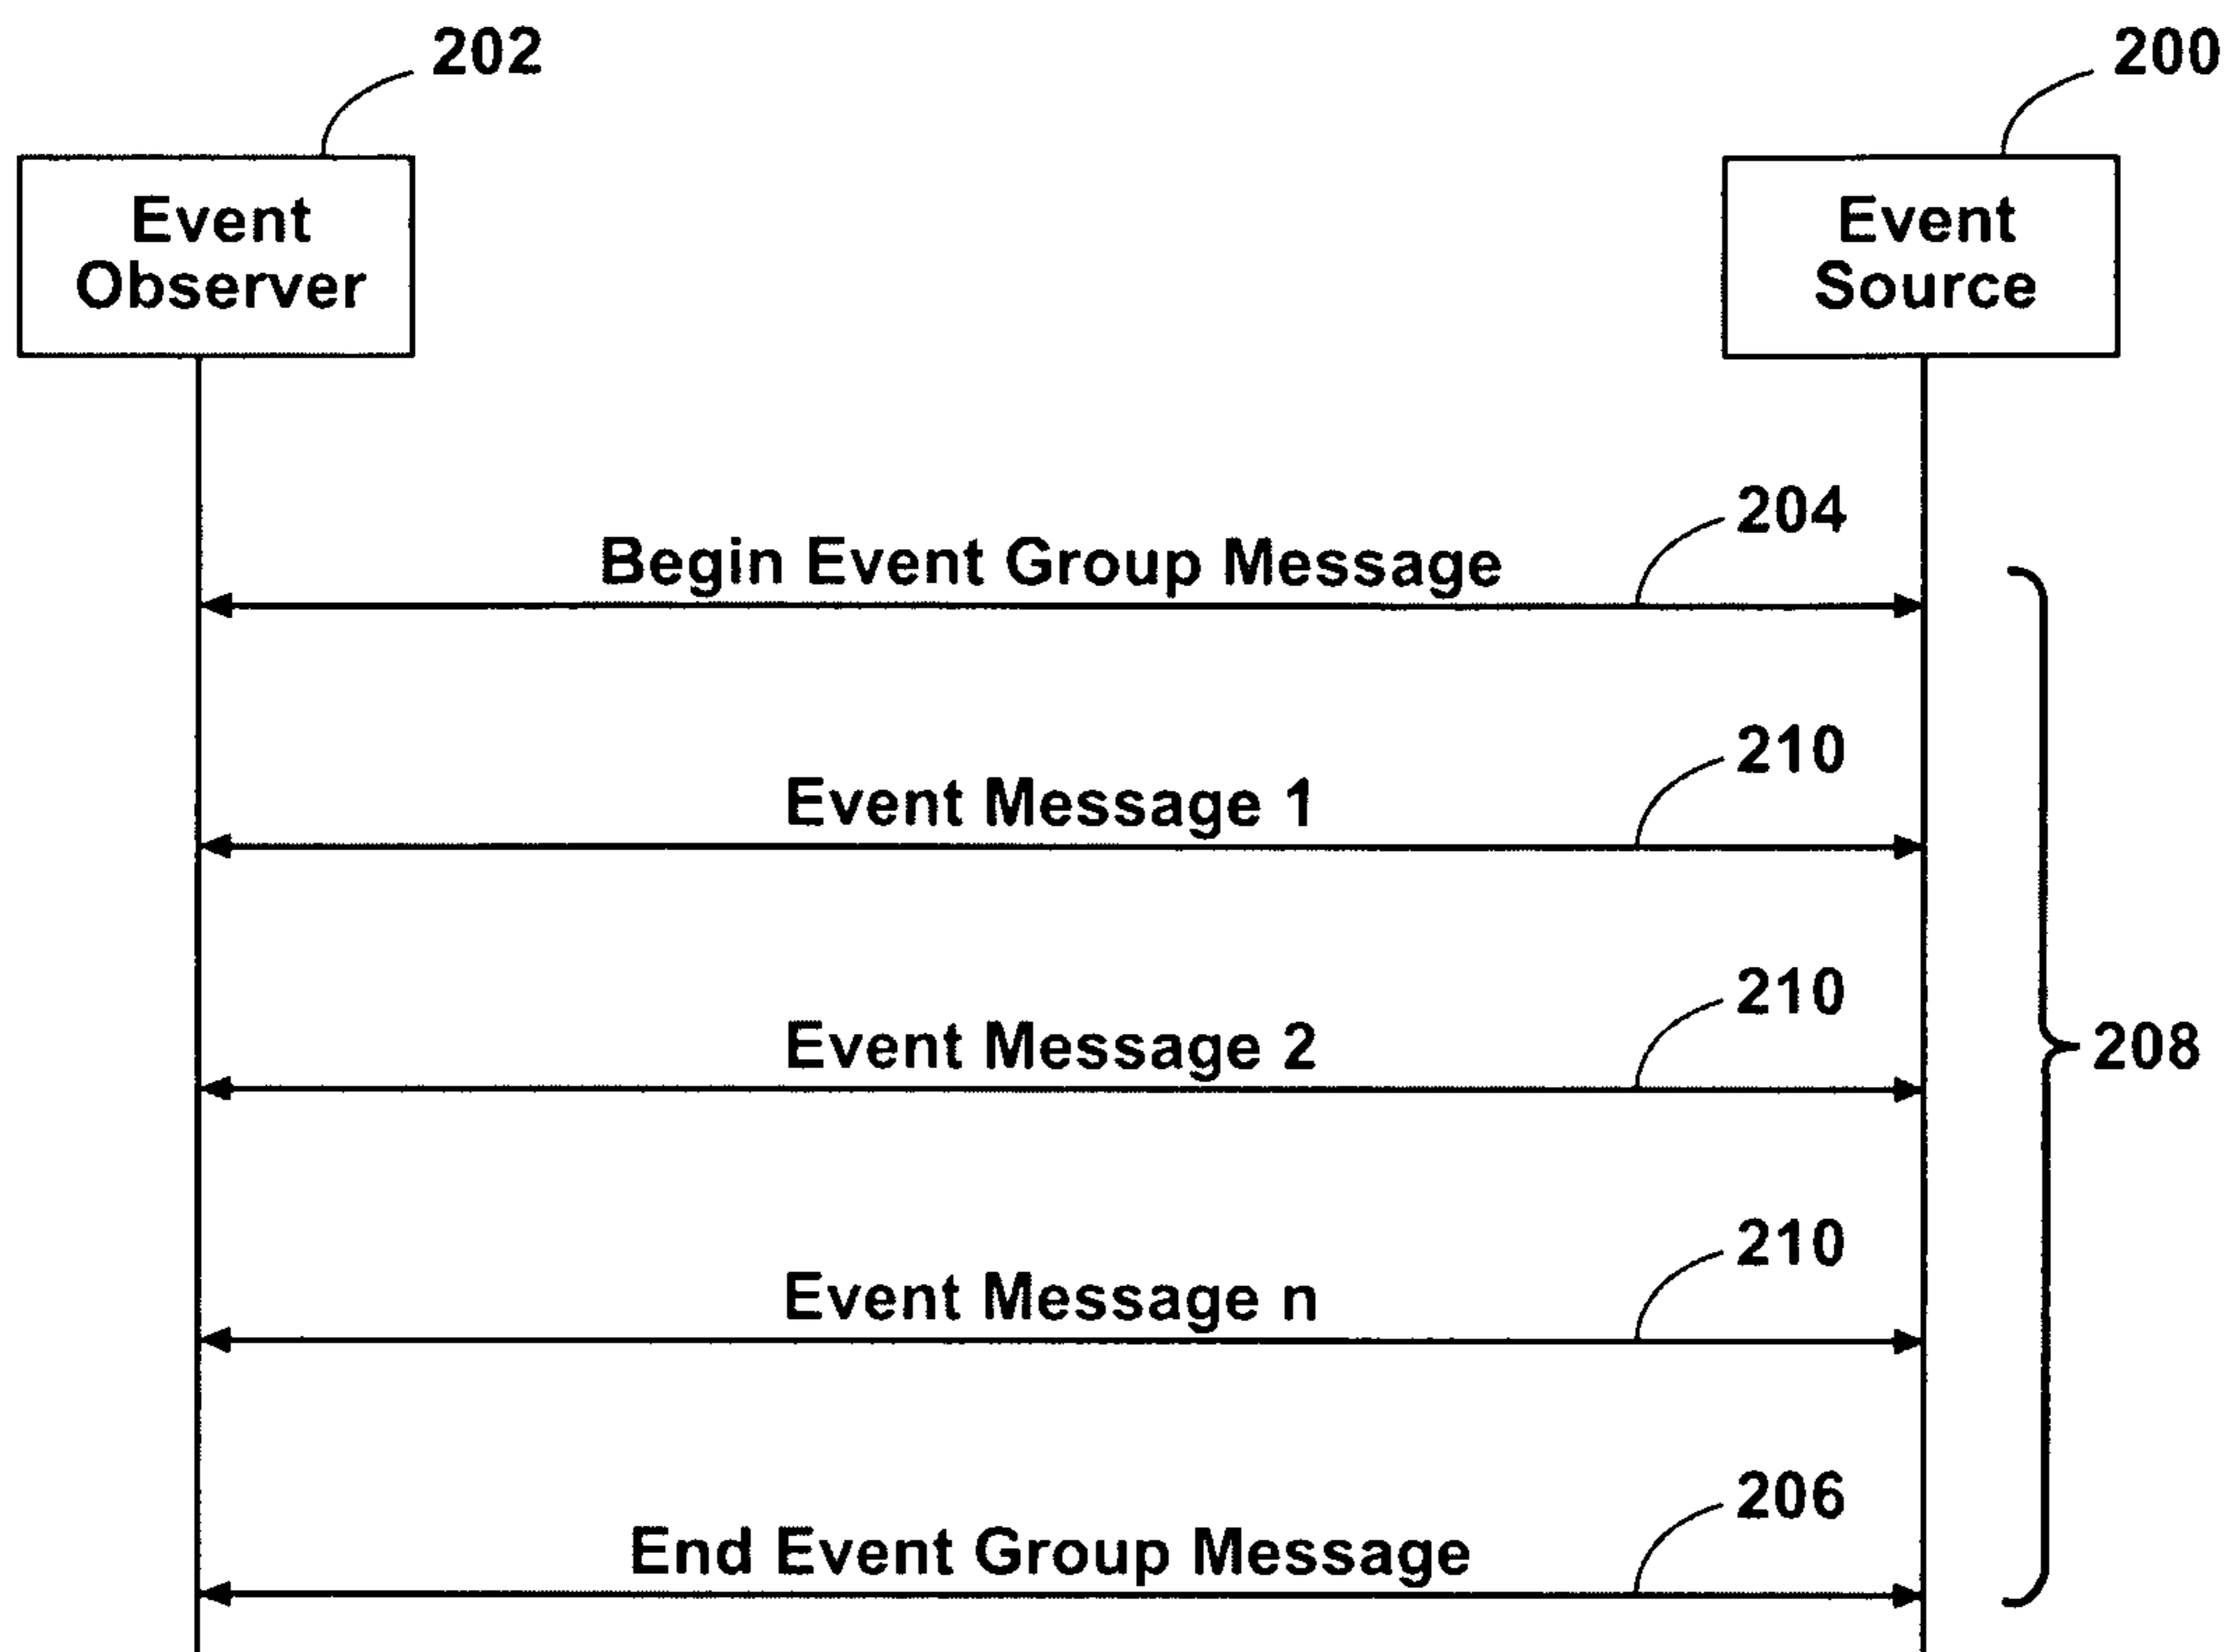 202
200
Event
Observer
Event
Source
204
Begin Event Group Message
210
Event Message 1
210
Event Message 2
208
210
Event Message n
206
End Event Group Message